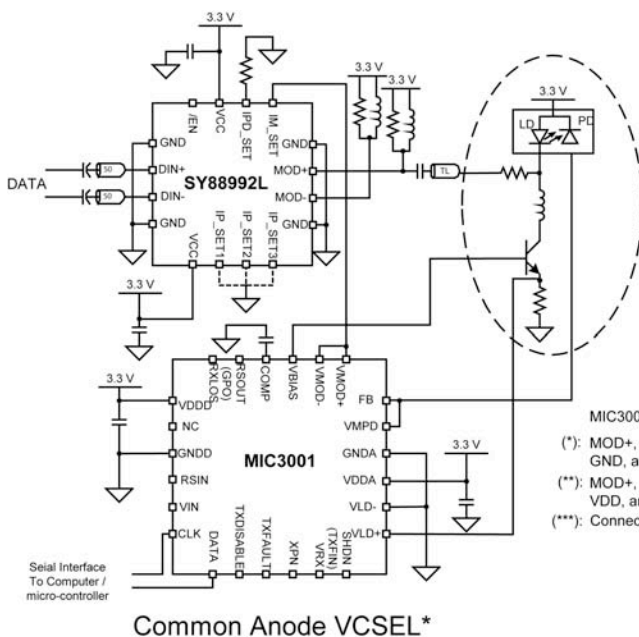 3.3 V
3.3 V
3.3 V
3.3 V
LD
PD
/EN
VCC
IPD_SET
IM_SET
GND
DIN+
DIN-
GND
DATA
50
50
SY88992L
GND
MOD+
MOD-
GND
TL
VCC
IP_SET1
IP_SET2
IP_SET3
3.3 V
3.3 V
RXLOS
RSOUT
(GPO)
COMP
VBIAS
VMOD-
VMOD+
VDDD
NC
GNDD
RSIN
VIN
CLK
MIC3001
FB
VMPD
GNDA
VDDA
VLD-
VLD+
3.3 V
DATA
TXDISABLE
TXFAULT
XPN
VRX
SHDN
(TXFIN)
Seial Interface
To Computer /
micro-controller
MIC300
(*): MOD+,
GND, a
(**): MOD+,
VDD, an
(***): Connec
Common Anode VCSEL*